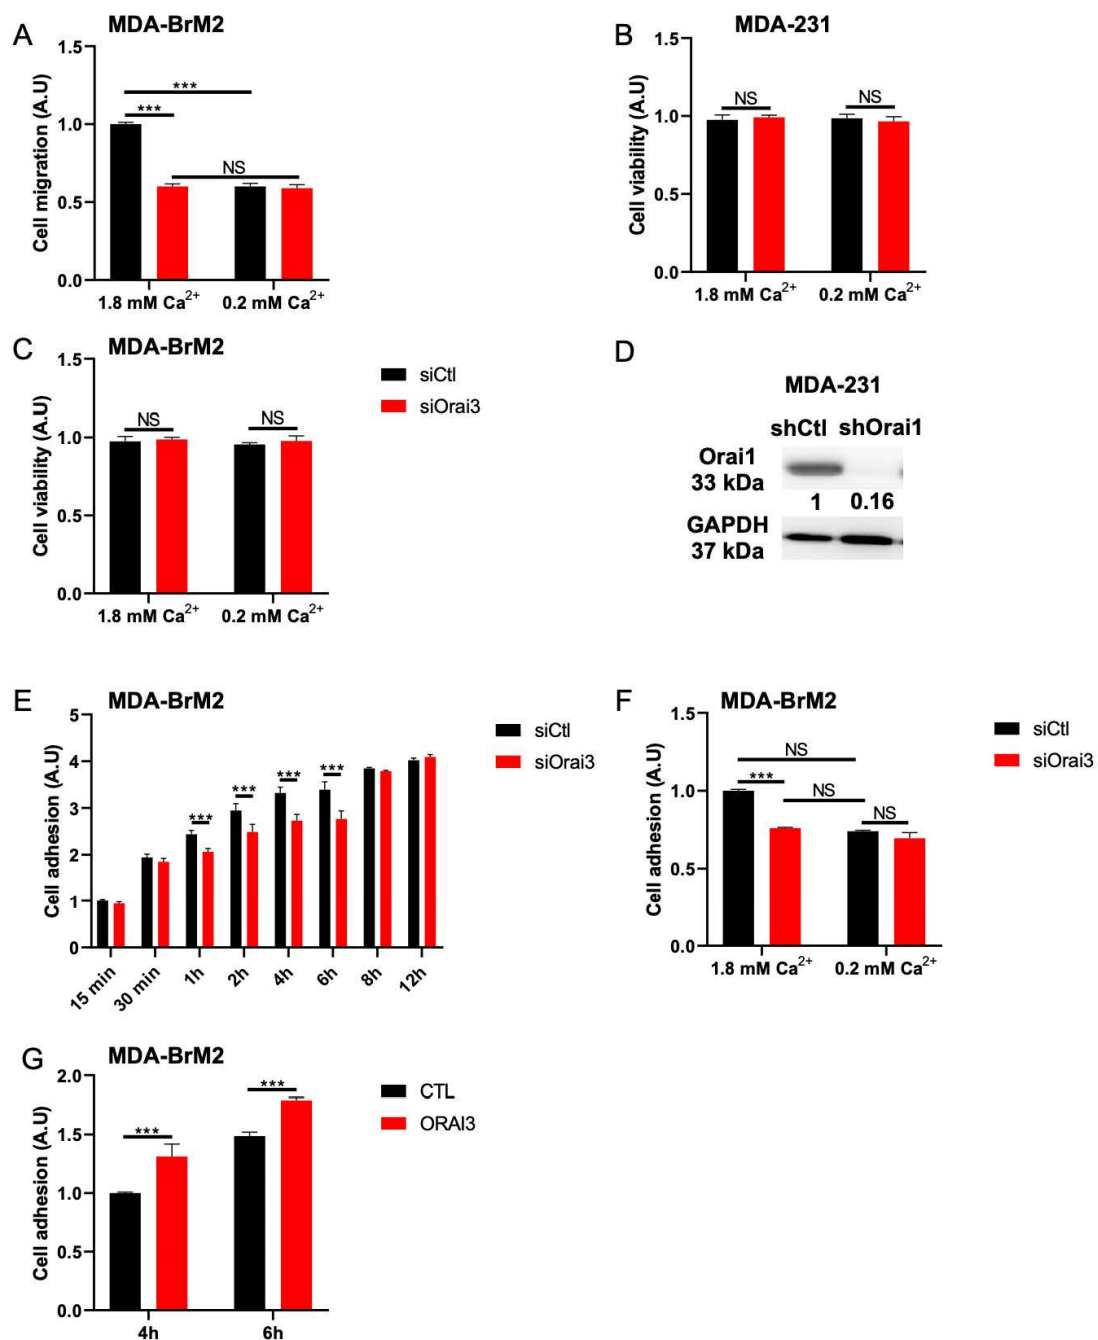 A
MDA-BrM2
Cell migration (A.U)
1.5
1.0
0.5
0.0
***
***
NS
1.8 mM Ca²⁺
0.2 mM Ca²⁺
B
MDA-231
Cell viability (A.U)
1.5
1.0
0.5
0.0
NS
NS
1.8 mM Ca²⁺
0.2 mM Ca²⁺
C
MDA-BrM2
Cell viability (A.U)
1.5
1.0
0.5
0.0
NS
NS
1.8 mM Ca²⁺
0.2 mM Ca²⁺
siCtl
siOrai3
D
MDA-231
shCtl shOrai1
Orai1
33 kDa
1 0.16
GAPDH
37 kDa
E
MDA-BrM2
Cell adhesion (A.U)
5
4
3
2
1
0
***
***
***
***
15 min
30 min
1h
2h
4h
6h
8h
12h
siCtl
siOrai3
F
MDA-BrM2
Cell adhesion (A.U)
1.5
1.0
0.5
0.0
NS
***
NS
NS
1.8 mM Ca²⁺
0.2 mM Ca²⁺
siCtl
siOrai3
G
MDA-BrM2
Cell adhesion (A.U)
2.0
1.5
1.0
0.5
0.0
***
***
4h
6h
CTL
ORAI3